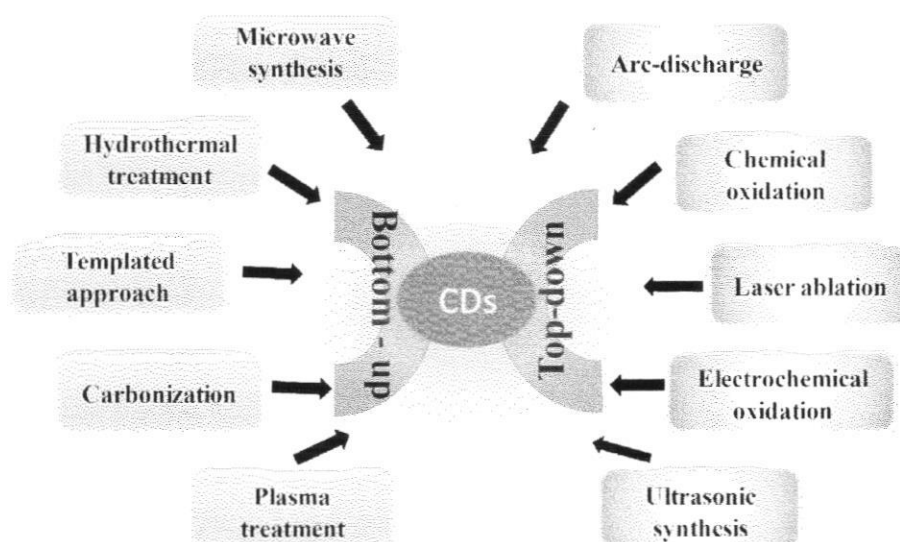 Microwave
synthesis
Hydrothermal
treatment
Templated
approach
Carbonization
Plasma
treatment
Bottom - up
CDs
Top-down
Arc-discharge
Chemical
oxidation
Laser ablation
Electrochemical
oxidation
Ultrasonic
synthesis